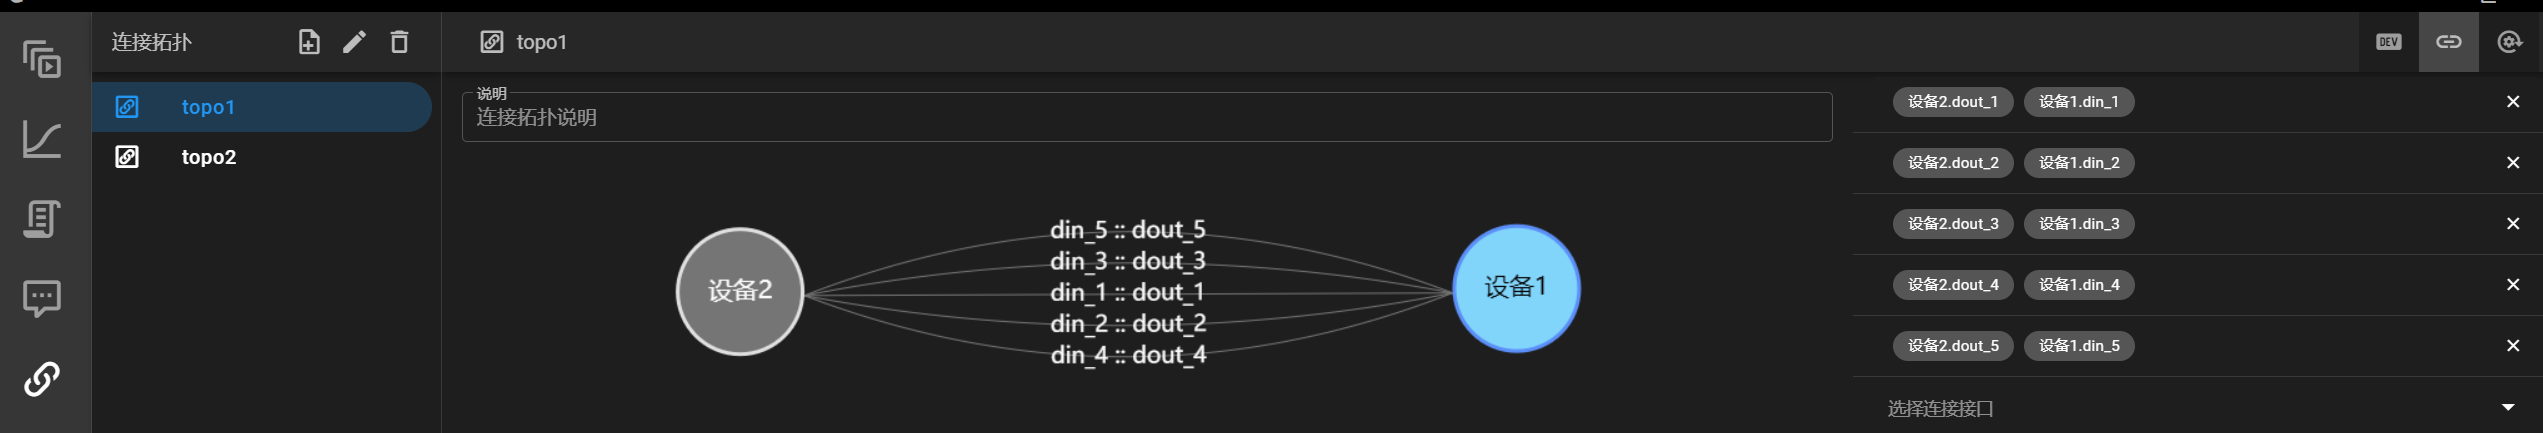 连接拓扑
topo1
topo2
topo1
DEV
说明
连接拓扑说明
设备2
din_5 :: dout_5
din_3 :: dout_3
din_1 :: dout_1
din_2 :: dout_2
din_4 :: dout_4
设备1
设备2.dout_1 设备1.din_1
设备2.dout_2 设备1.din_2
设备2.dout_3 设备1.din_3
设备2.dout_4 设备1.din_4
设备2.dout_5 设备1.din_5
选择连接接口